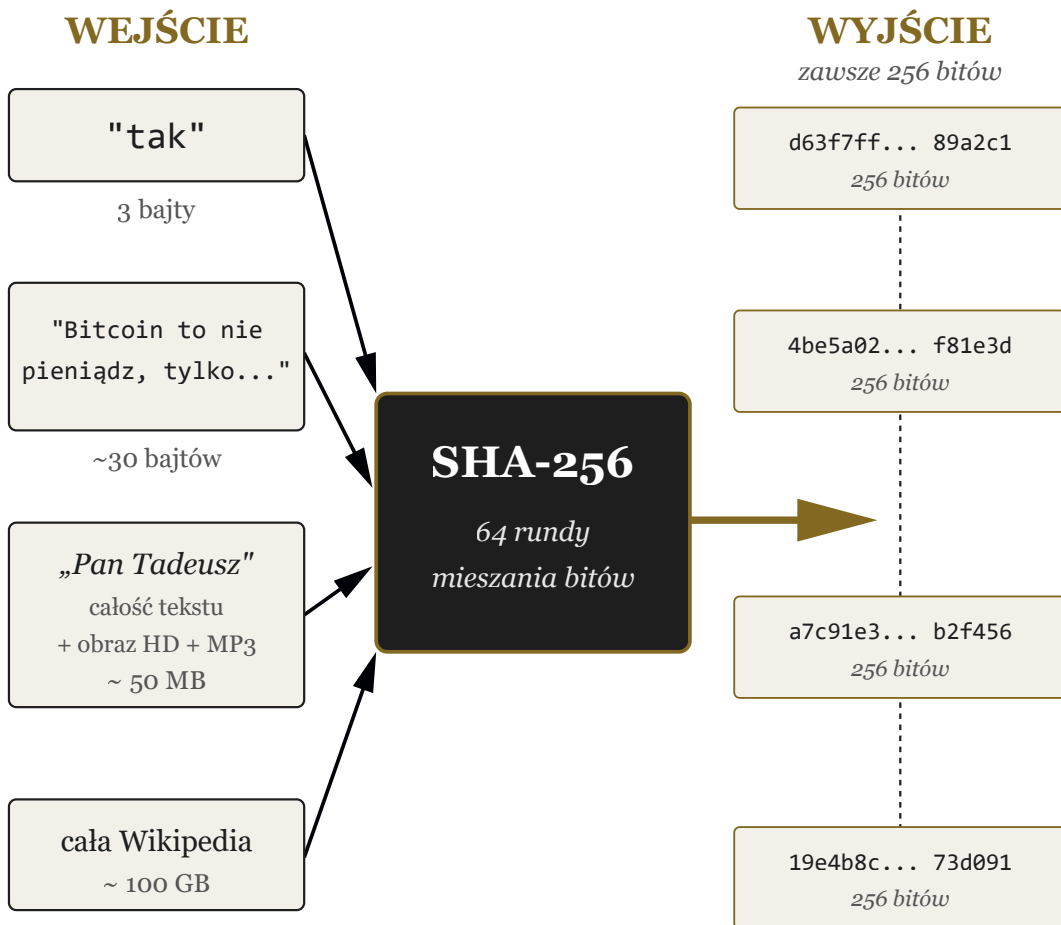 WEJŚCIE
"tak"
3 bajty
"Bitcoin to nie
pieniądz, tylko..."
~30 bajtów
„Pan Tadeusz"
całość tekstu
+ obraz HD + MP3
~ 50 MB
cała Wikipedia
~ 100 GB
SHA-256
64 rundy
mieszania bitów
WYJŚCIE
zawsze 256 bitów
d63f7ff... 89a2c1
256 bitów
4be5a02... f81e3d
256 bitów
a7c91e3... b2f456
256 bitów
19e4b8c... 73d091
256 bitów